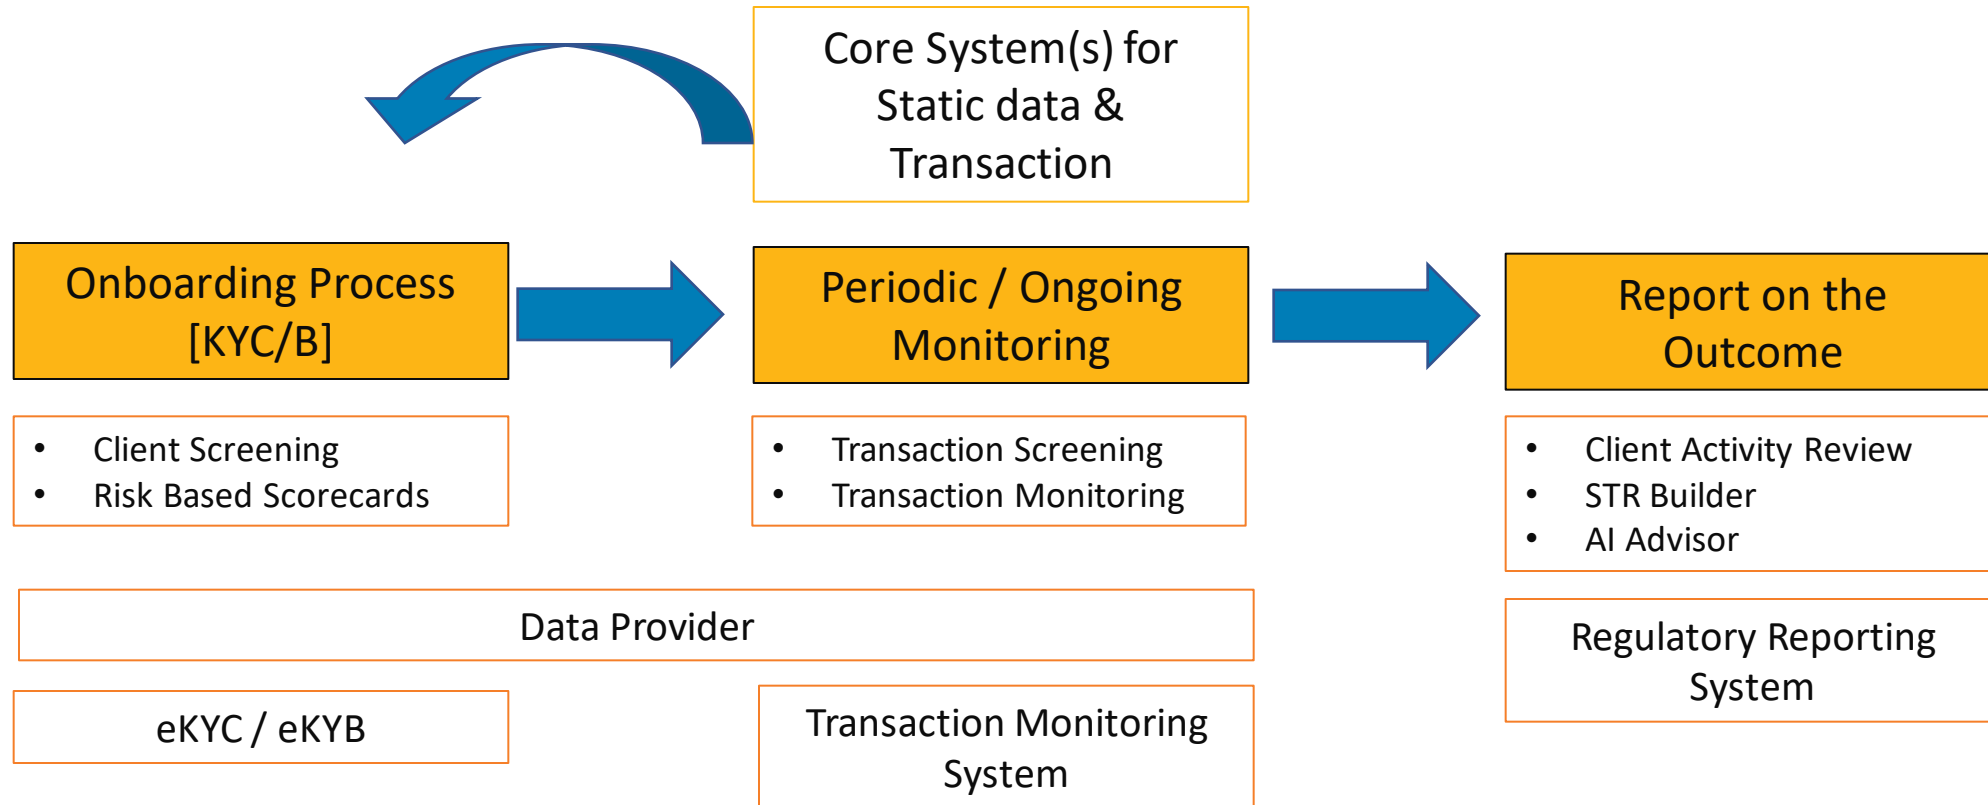 Core System(s) for
Static data &
Transaction
Onboarding Process
[KYC/B]
Periodic / Ongoing
Monitoring
Report on the
Outcome
• Client Screening
• Risk Based Scorecards
• Transaction Screening
• Transaction Monitoring
• Client Activity Review
• STR Builder
• AI Advisor
Data Provider
Regulatory Reporting
System
eKYC / eKYB
Transaction Monitoring
System